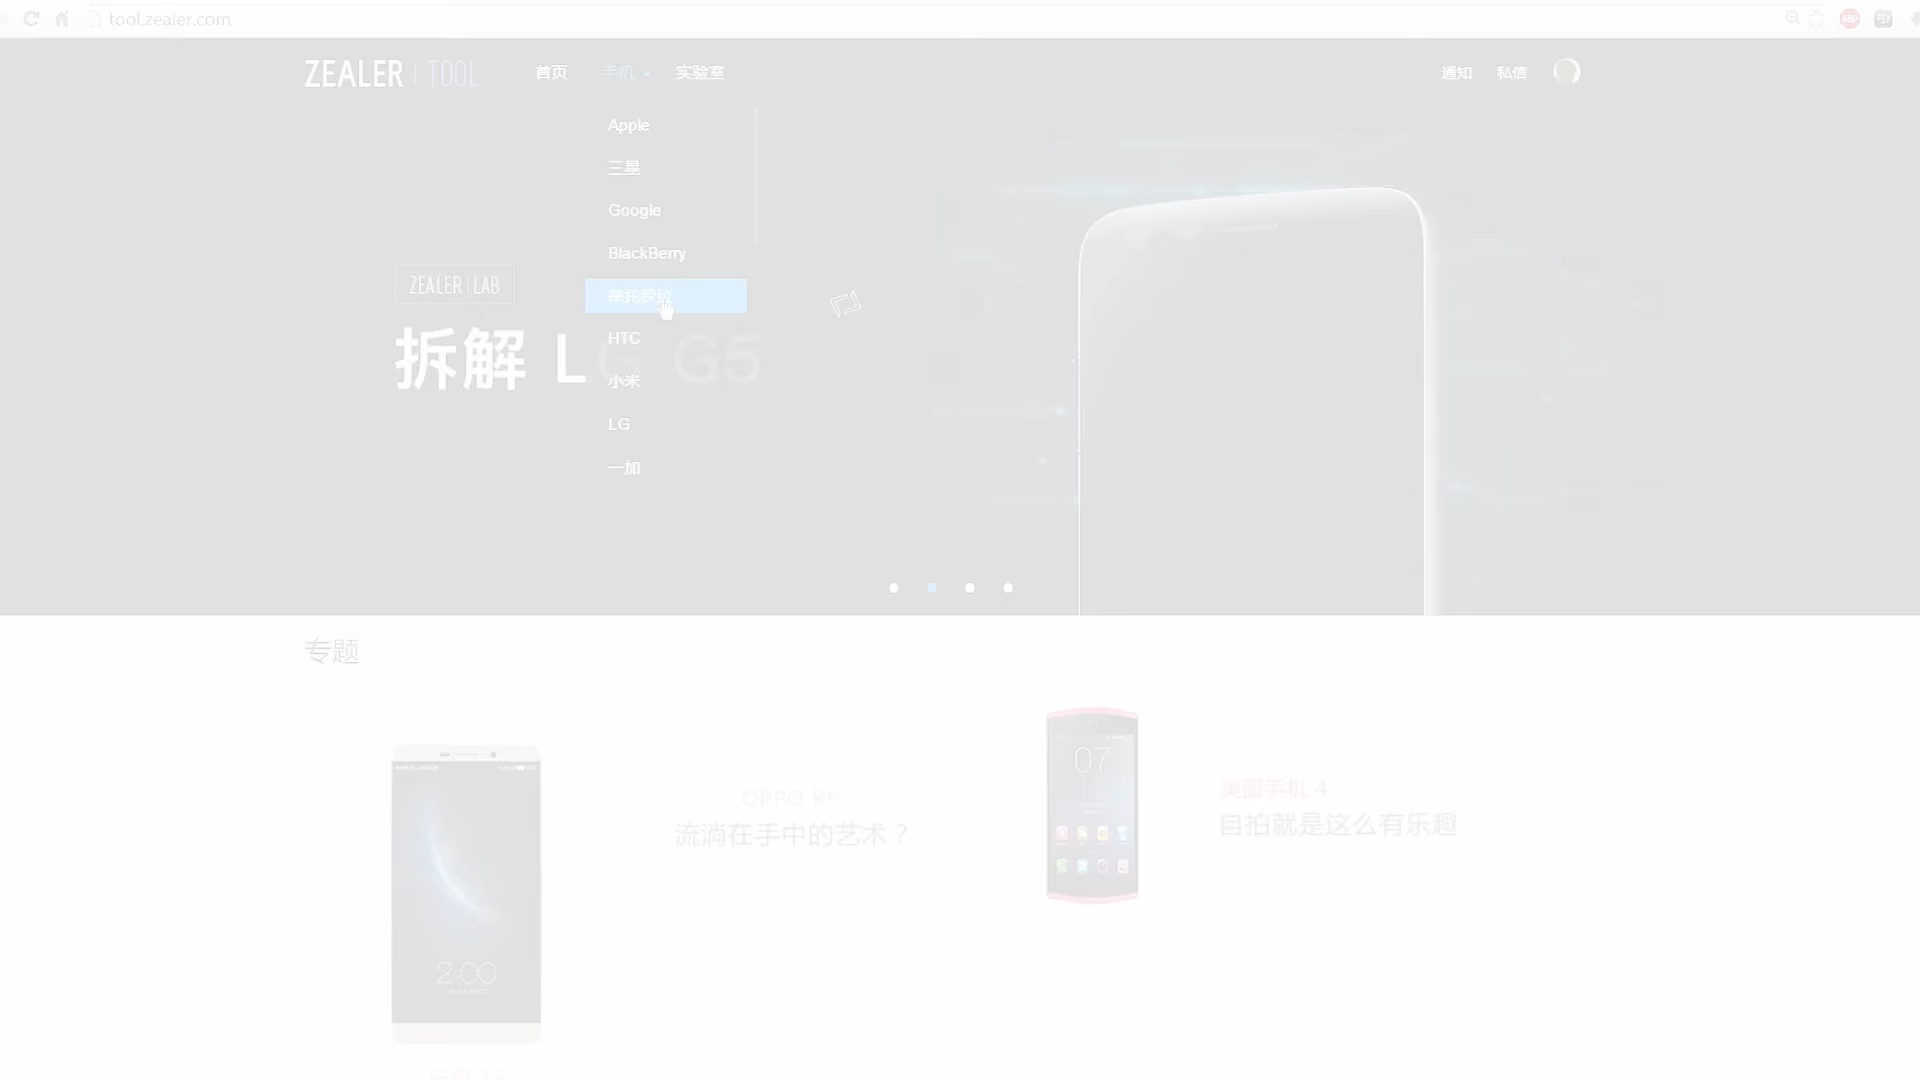 tool.zealer.com
ABP
ZEALER | TOOL
首页
手机
实验室
通知
私信
Apple
三星
Google
BlackBerry
摩托罗拉
HTC
小米
LG
一加
ZEALER | LAB
拆解 LG G5
专题
2:00
OPPO R5
流淌在手中的艺术？
07
美图手机 4
自拍就是这么有乐趣